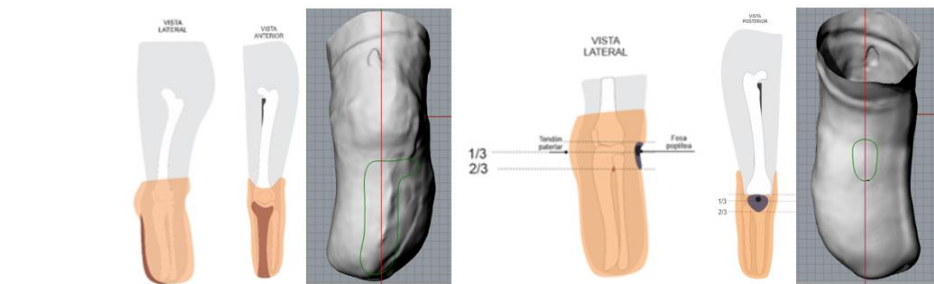 VISTA
LATERAL
VISTA
ANTERIOR
VISTA
LATERAL
Tendón
patelar
Fosa
poplítea
1/3
2/3
VISTA
POSTERIOR
1/3
2/3